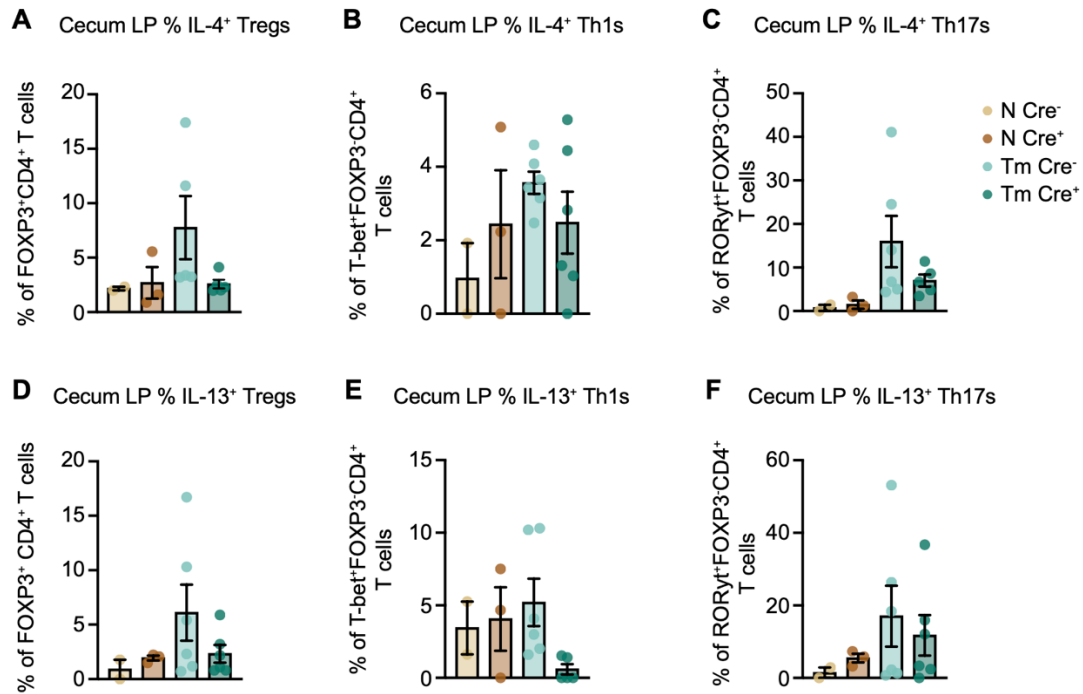 A Cecum LP % IL-4⁺ Tregs
% of FOXP3⁺CD4⁺ T cells
20
15
10
5
0
B Cecum LP % IL-4⁺ Th1s
% of T-bet⁺FOXP3⁻CD4⁺
T cells
6
4
2
0
C Cecum LP % IL-4⁺ Th17s
% of RORyt⁺FOXP3⁻CD4⁺
T cells
50
40
30
20
10
0
N Cre⁻
N Cre⁺
Tm Cre⁻
Tm Cre⁺
D Cecum LP % IL-13⁺ Tregs
% of FOXP3⁺ CD4⁺ T cells
20
15
10
5
0
E Cecum LP % IL-13⁺ Th1s
% of T-bet⁺FOXP3⁻CD4⁺
T cells
15
10
5
0
F Cecum LP % IL-13⁺ Th17s
% of RORyt⁺FOXP3⁻CD4⁺
T cells
60
40
20
0